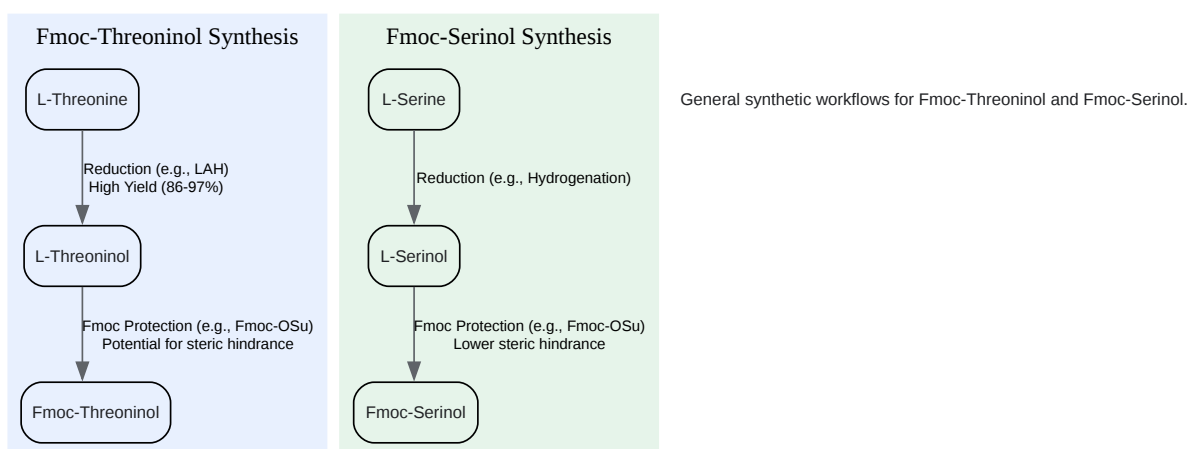 Fmoc-Threoninol Synthesis
L-Threonine
Reduction (e.g., LAH)
High Yield (86-97%)
L-Threoninol
Fmoc Protection (e.g., Fmoc-OSu)
Potential for steric hindrance
Fmoc-Threoninol
Fmoc-Serinol Synthesis
L-Serine
Reduction (e.g., Hydrogenation)
L-Serinol
Fmoc Protection (e.g., Fmoc-OSu)
Lower steric hindrance
Fmoc-Serinol
General synthetic workflows for Fmoc-Threoninol and Fmoc-Serinol.